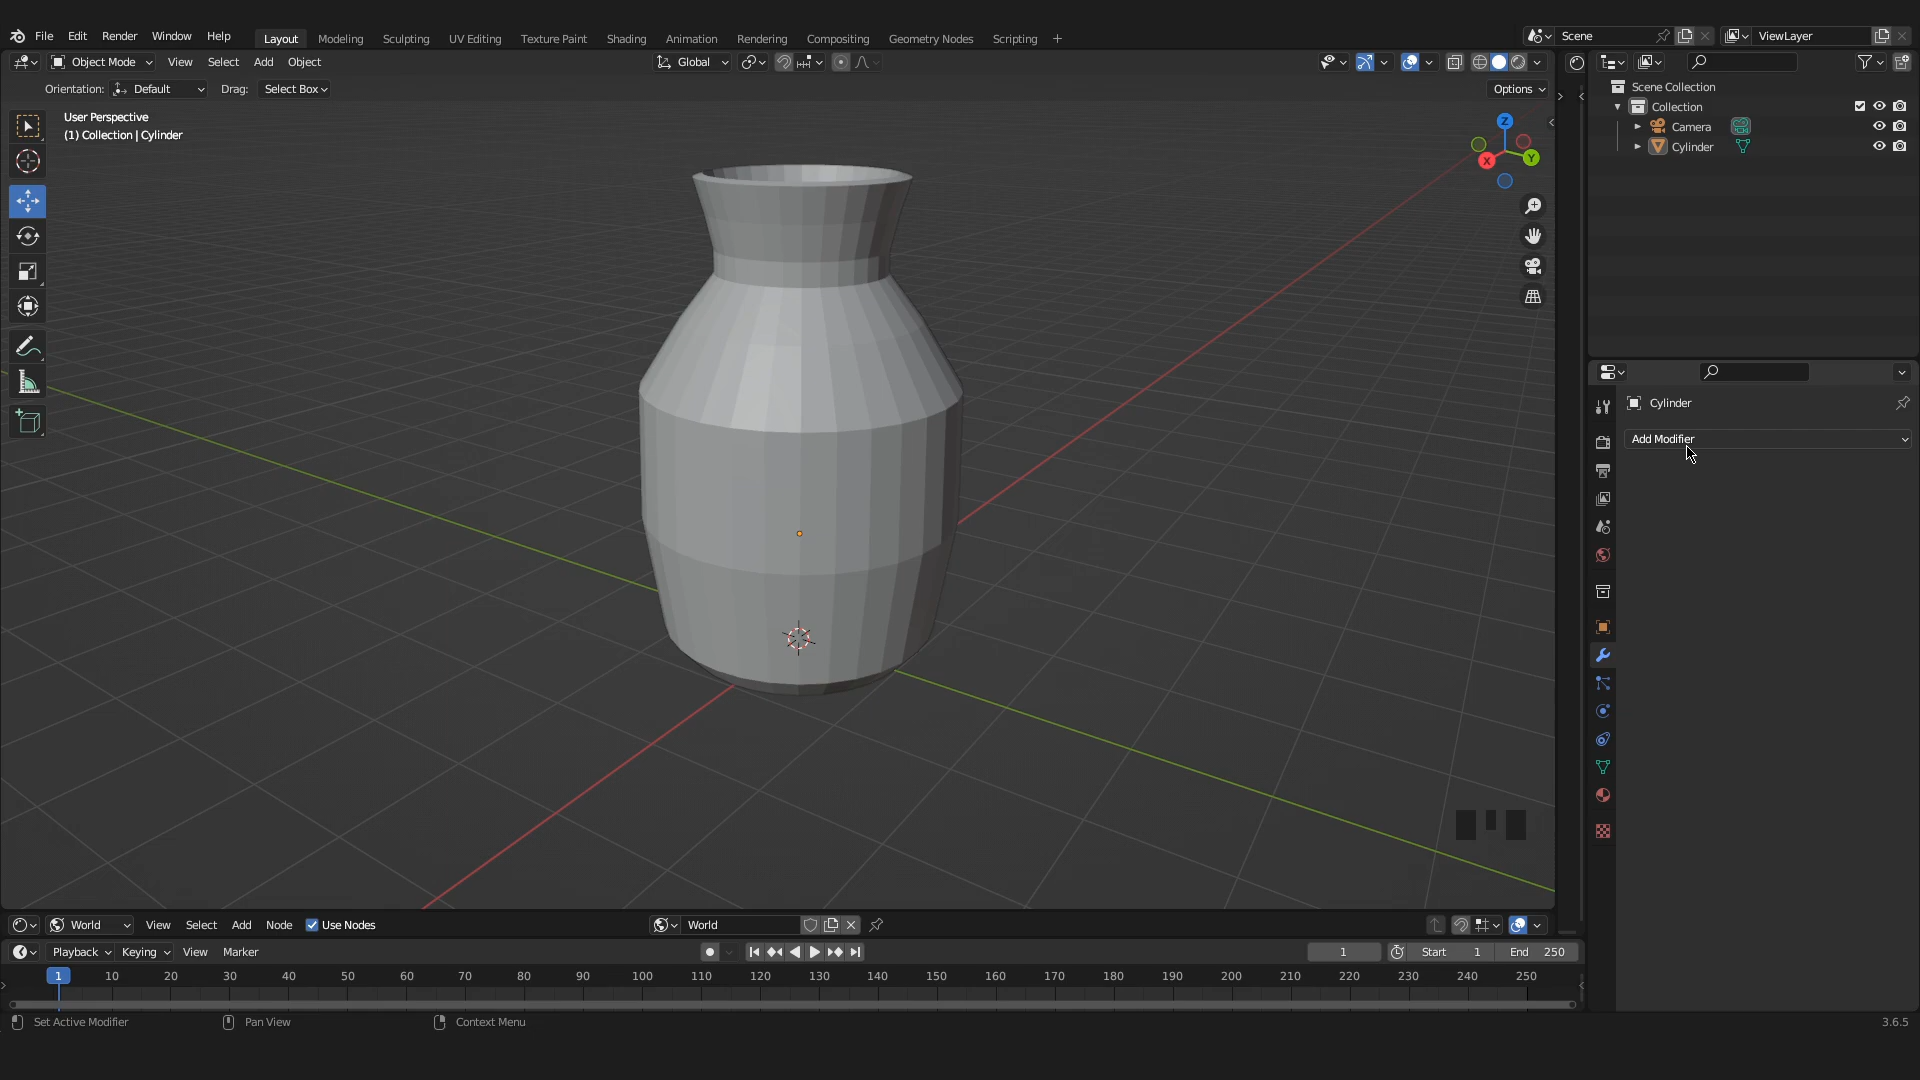 File Edit Render Window Help Layout Modeling Sculpting UV Editing Texture Paint Shading Animation Rendering Compositing Geometry Nodes Scripting + Scene ViewLayer
Object Mode View Select Add Object Global
Orientation: Default Drag: Select Box Options
User Perspective
(1) Collection | Cylinder
Z
X
Y
Scene Collection
Collection
Camera
Cylinder
Cylinder
Add Modifier
World View Select Add Node Use Nodes World
Playback Keying View Marker 1 Start 1 End 250
1 10 20 30 40 50 60 70 80 90 100 110 120 130 140 150 160 170 180 190 200 210 220 230 240 250
Set Active Modifier Pan View Context Menu 3.6.5